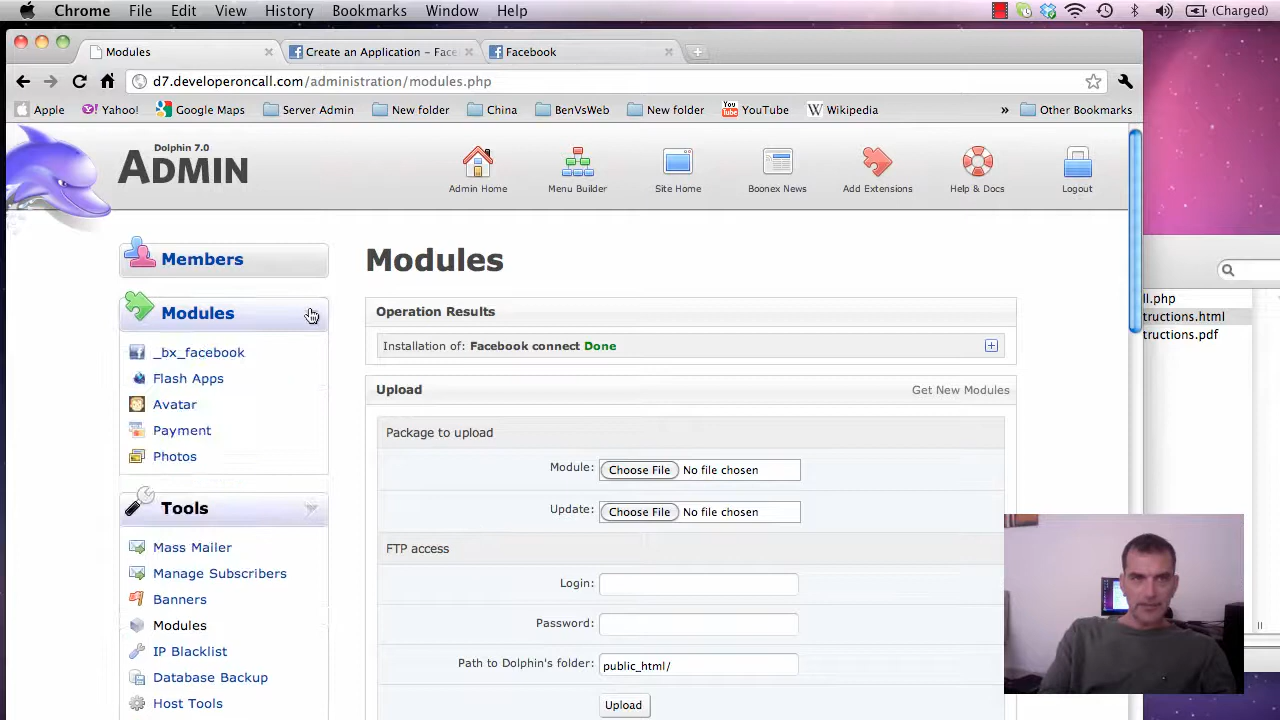 Chrome File Edit View History Bookmarks Window Help (Charged)
Modules Create an Application – Face Facebook
d7.developeroncall.com/administration/modules.php
Apple Yahoo! Google Maps Server Admin New folder China BenVsWeb New folder YouTube Wikipedia » Other Bookmarks
Dolphin 7.0
ADMIN
Admin Home Menu Builder Site Home Boonex News Add Extensions Help & Docs Logout
Members
Modules
_bx_facebook
Flash Apps
Avatar
Payment
Photos
Tools
Mass Mailer
Manage Subscribers
Banners
Modules
IP Blacklist
Database Backup
Host Tools
Modules
Operation Results
Installation of: Facebook connect Done
Upload Get New Modules
Package to upload
Module: Choose File No file chosen
Update: Choose File No file chosen
FTP access
Login:
Password:
Path to Dolphin's folder: public_html/
Upload
ll.php
tructions.html
tructions.pdf